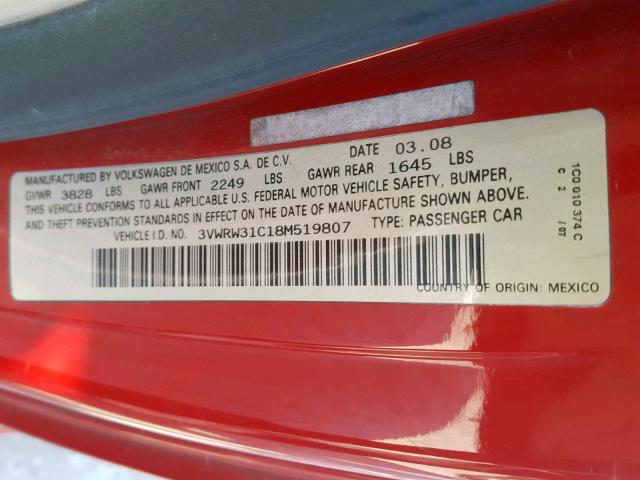 MANUFACTURED BY VOLKSWAGEN DE MEXICO S.A. DE C.V. DATE 03.08
GVWR 3828 LBS GAWR FRONT 2249 LBS GAWR REAR 1645 LBS
THIS VEHICLE CONFORMS TO ALL APPLICABLE U.S. FEDERAL MOTOR VEHICLE SAFETY, BUMPER,
AND THEFT PREVENTION STANDARDS IN EFFECT ON THE DATE OF MANUFACTURE SHOWN ABOVE.
VEHICLE I.D. NO. 3VWRW31C18M519807 TYPE: PASSENGER CAR
COUNTRY OF ORIGIN: MEXICO
1C0 010 374 C
C 2 / 07